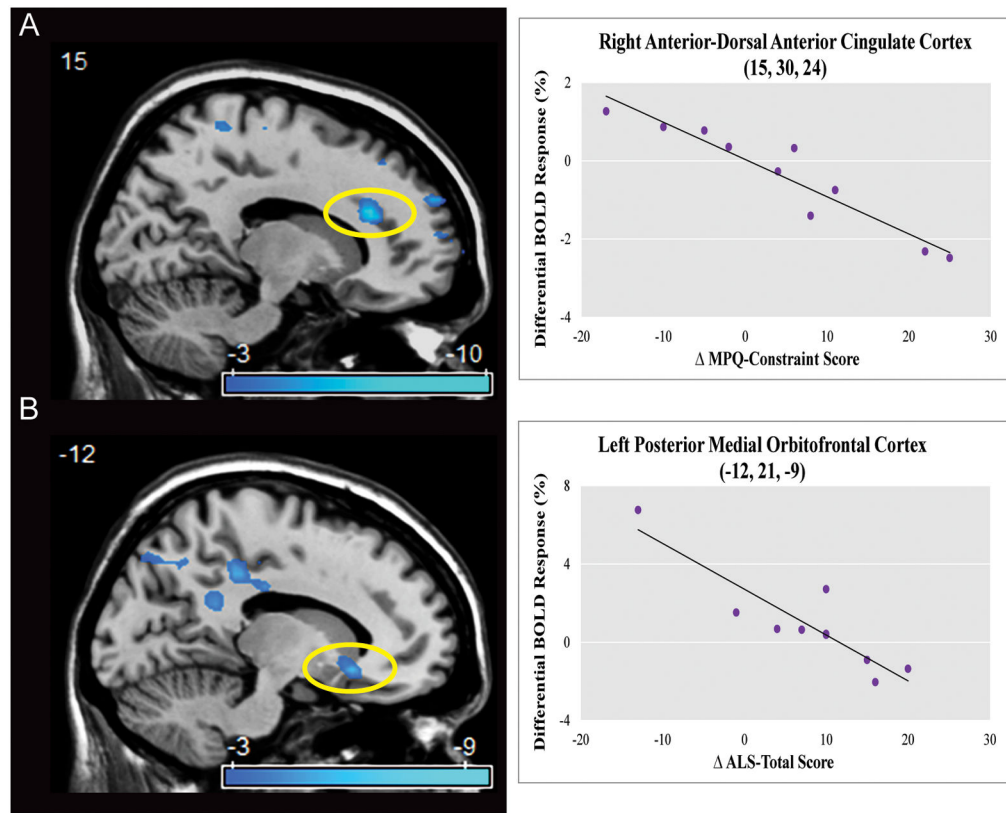 A
15
-3 -10
Right Anterior-Dorsal Anterior Cingulate Cortex
(15, 30, 24)
Differential BOLD Response (%)
2
0
-2
-4
-20 -10 0 10 20 30
Δ MPQ-Constraint Score
B
-12
-3 -9
Left Posterior Medial Orbitofrontal Cortex
(-12, 21, -9)
Differential BOLD Response (%)
8
4
0
-4
-20 -10 0 10 20 30
Δ ALS-Total Score